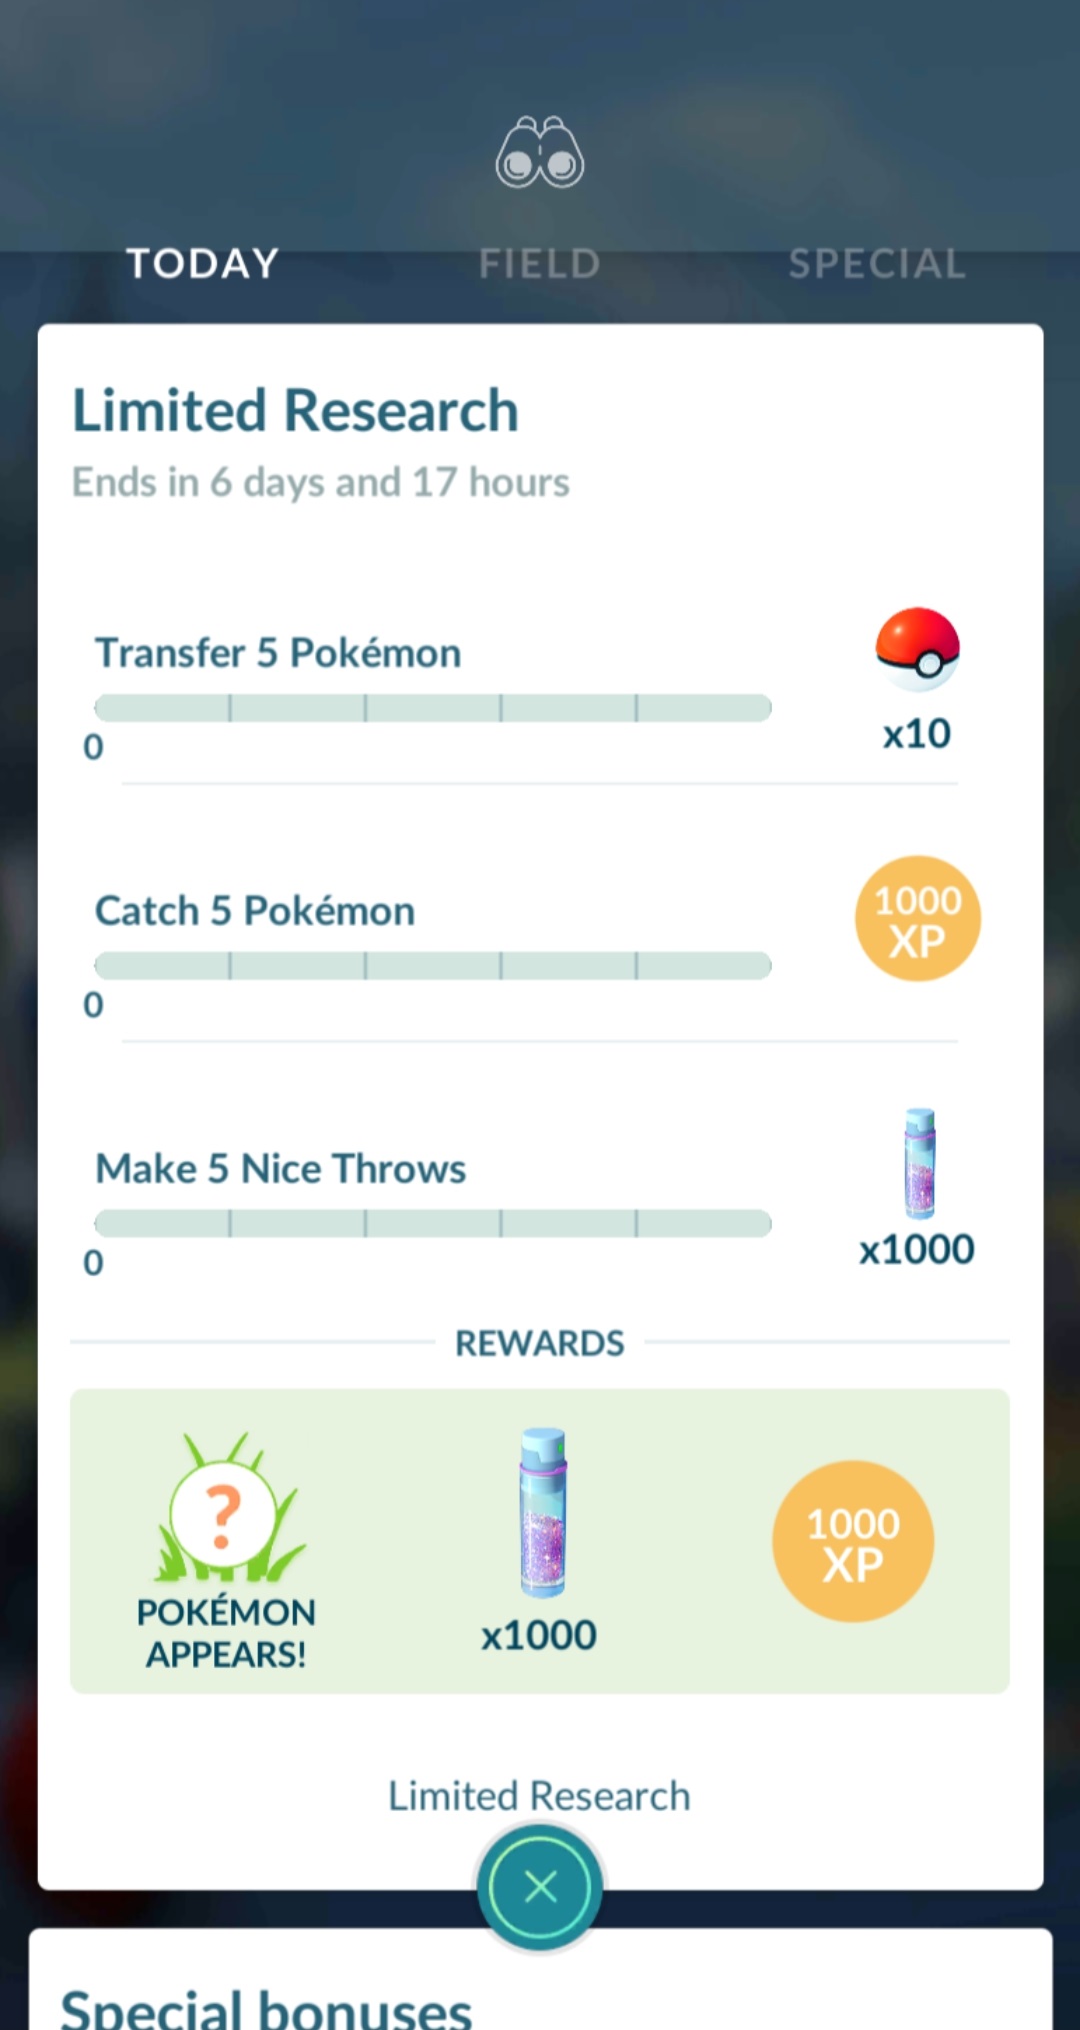 TODAY FIELD SPECIAL
Limited Research
Ends in 6 days and 17 hours
Transfer 5 Pokémon
0
x10
Catch 5 Pokémon
0
1000
XP
Make 5 Nice Throws
0
x1000
REWARDS
?
POKÉMON
APPEARS!
x1000
1000
XP
Limited Research
Special bonuses